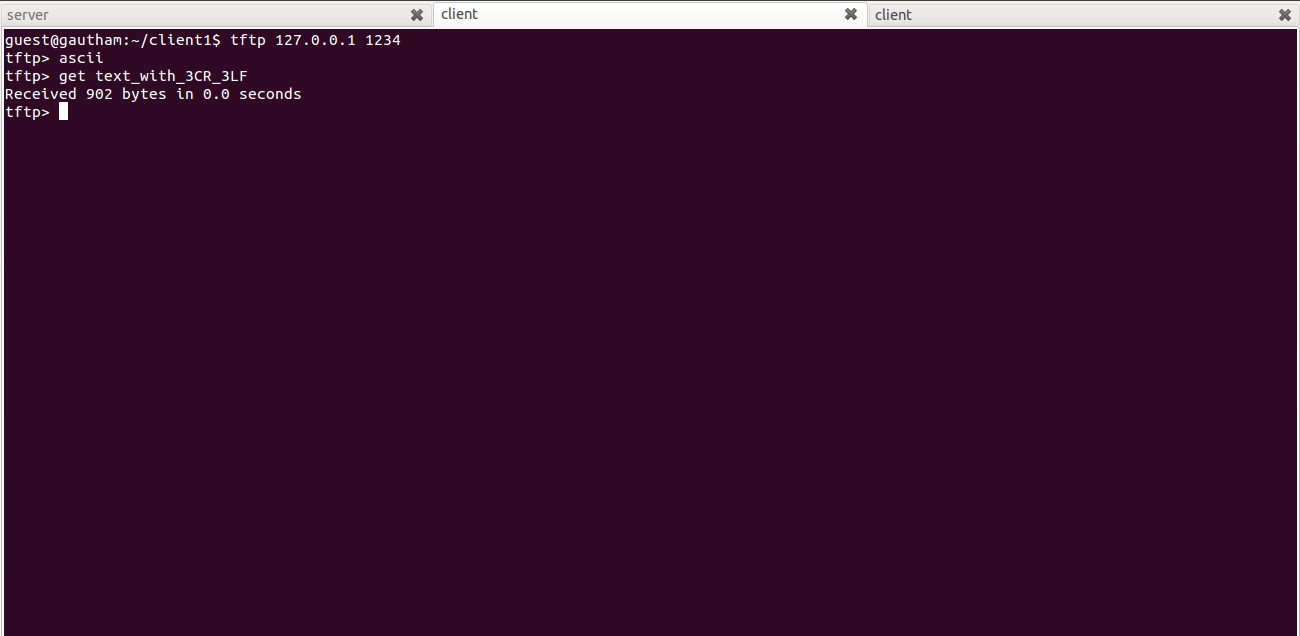 server
client
client
guest@gautham:~/client1$ tftp 127.0.0.1 1234
tftp> ascii
tftp> get text_with_3CR_3LF
Received 902 bytes in 0.0 seconds
tftp>